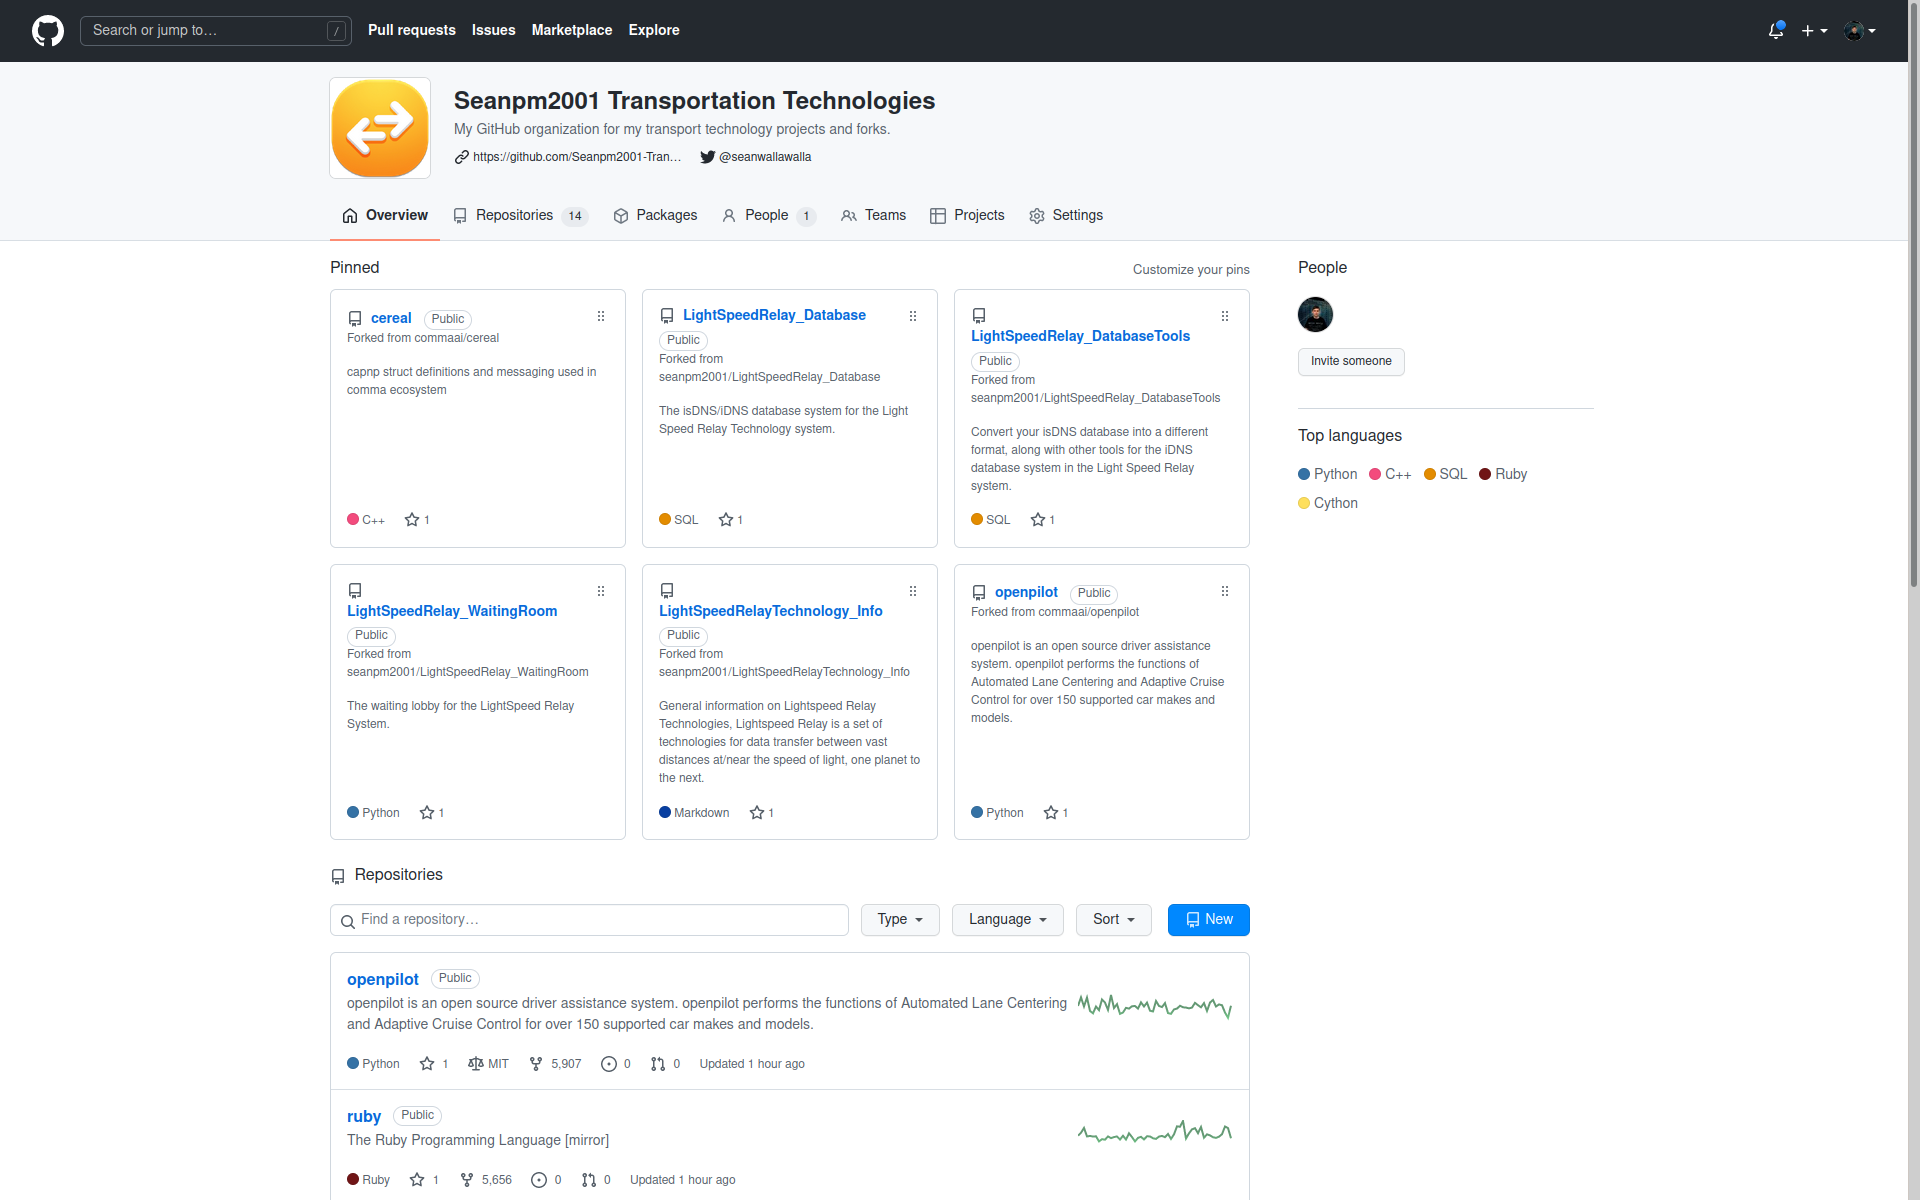 Search or jump to…
/
Pull requests
Issues
Marketplace
Explore
Seanpm2001 Transportation Technologies
My GitHub organization for my transport technology projects and forks.
https://github.com/Seanpm2001-Tran…
@seanwallawalla
Overview
Repositories 14
Packages
People 1
Teams
Projects
Settings
Pinned
Customize your pins
cereal Public
Forked from commaai/cereal
capnp struct definitions and messaging used in
comma ecosystem
C++ 1
LightSpeedRelay_Database
Public
Forked from
seanpm2001/LightSpeedRelay_Database
The isDNS/iDNS database system for the Light
Speed Relay Technology system.
SQL 1
LightSpeedRelay_DatabaseTools
Public
Forked from
seanpm2001/LightSpeedRelay_DatabaseTools
Convert your isDNS database into a different
format, along with other tools for the iDNS
database system in the Light Speed Relay
system.
SQL 1
LightSpeedRelay_WaitingRoom
Public
Forked from
seanpm2001/LightSpeedRelay_WaitingRoom
The waiting lobby for the LightSpeed Relay
System.
Python 1
LightSpeedRelayTechnology_Info
Public
Forked from
seanpm2001/LightSpeedRelayTechnology_Info
General information on Lightspeed Relay
Technologies, Lightspeed Relay is a set of
technologies for data transfer between vast
distances at/near the speed of light, one planet to
the next.
Markdown 1
openpilot Public
Forked from commaai/openpilot
openpilot is an open source driver assistance
system. openpilot performs the functions of
Automated Lane Centering and Adaptive Cruise
Control for over 150 supported car makes and
models.
Python 1
People
Invite someone
Top languages
Python C++ SQL Ruby
Cython
Repositories
Find a repository…
Type
Language
Sort
New
openpilot Public
openpilot is an open source driver assistance system. openpilot performs the functions of Automated Lane Centering
and Adaptive Cruise Control for over 150 supported car makes and models.
Python 1 MIT 5,907 0 0 Updated 1 hour ago
ruby Public
The Ruby Programming Language [mirror]
Ruby 1 5,656 0 0 Updated 1 hour ago